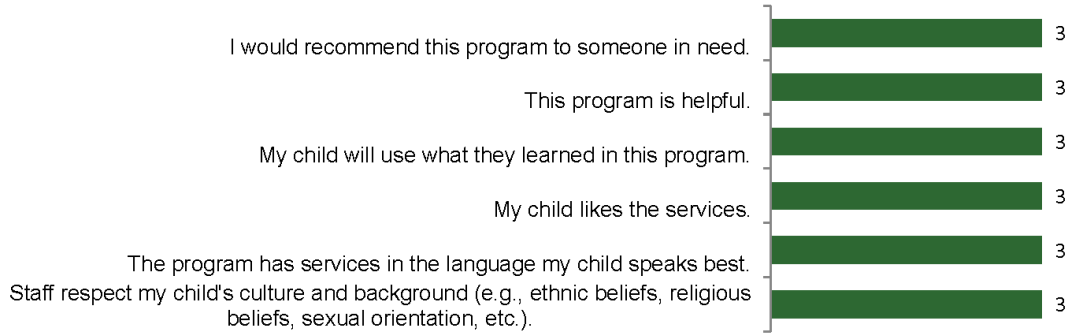 I would recommend this program to someone in need.
3
This program is helpful.
3
My child will use what they learned in this program.
3
My child likes the services.
3
The program has services in the language my child speaks best.
3
Staff respect my child's culture and background (e.g., ethnic beliefs, religious
beliefs, sexual orientation, etc.).
3